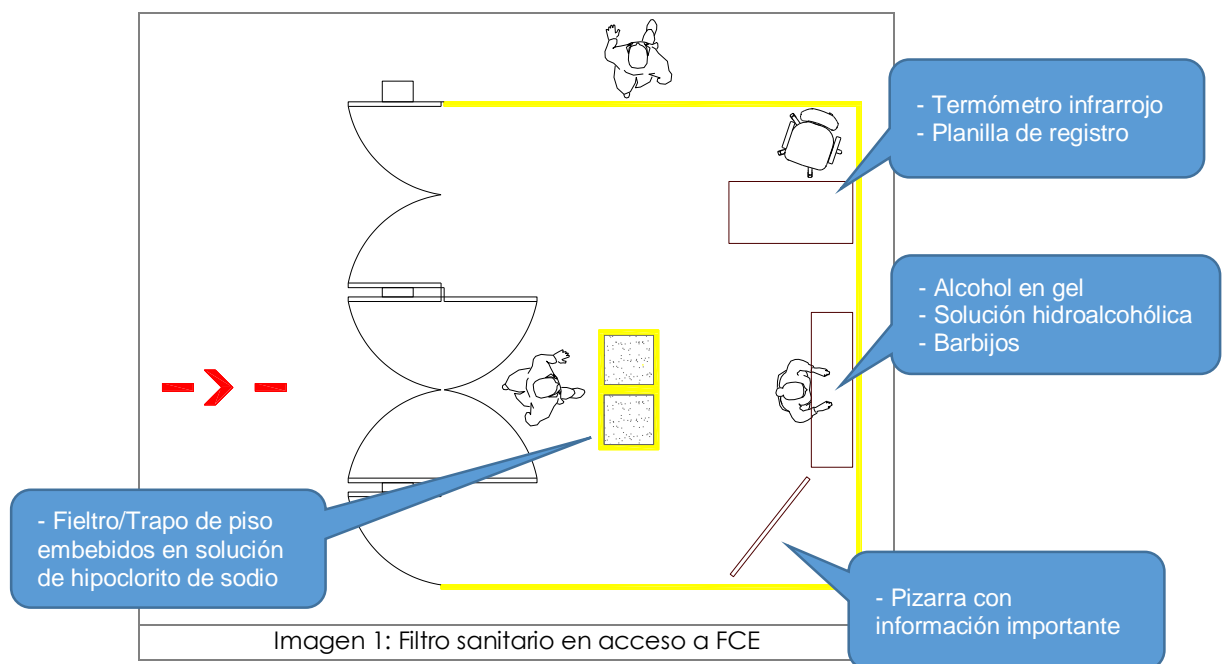 - Termómetro infrarrojo
- Planilla de registro
- Alcohol en gel
- Solución hidroalcohólica
- Barbijos
- Fieltro/Trapo de piso
embebidos en solución
de hipoclorito de sodio
- Pizarra con
información importante
Imagen 1: Filtro sanitario en acceso a FCE